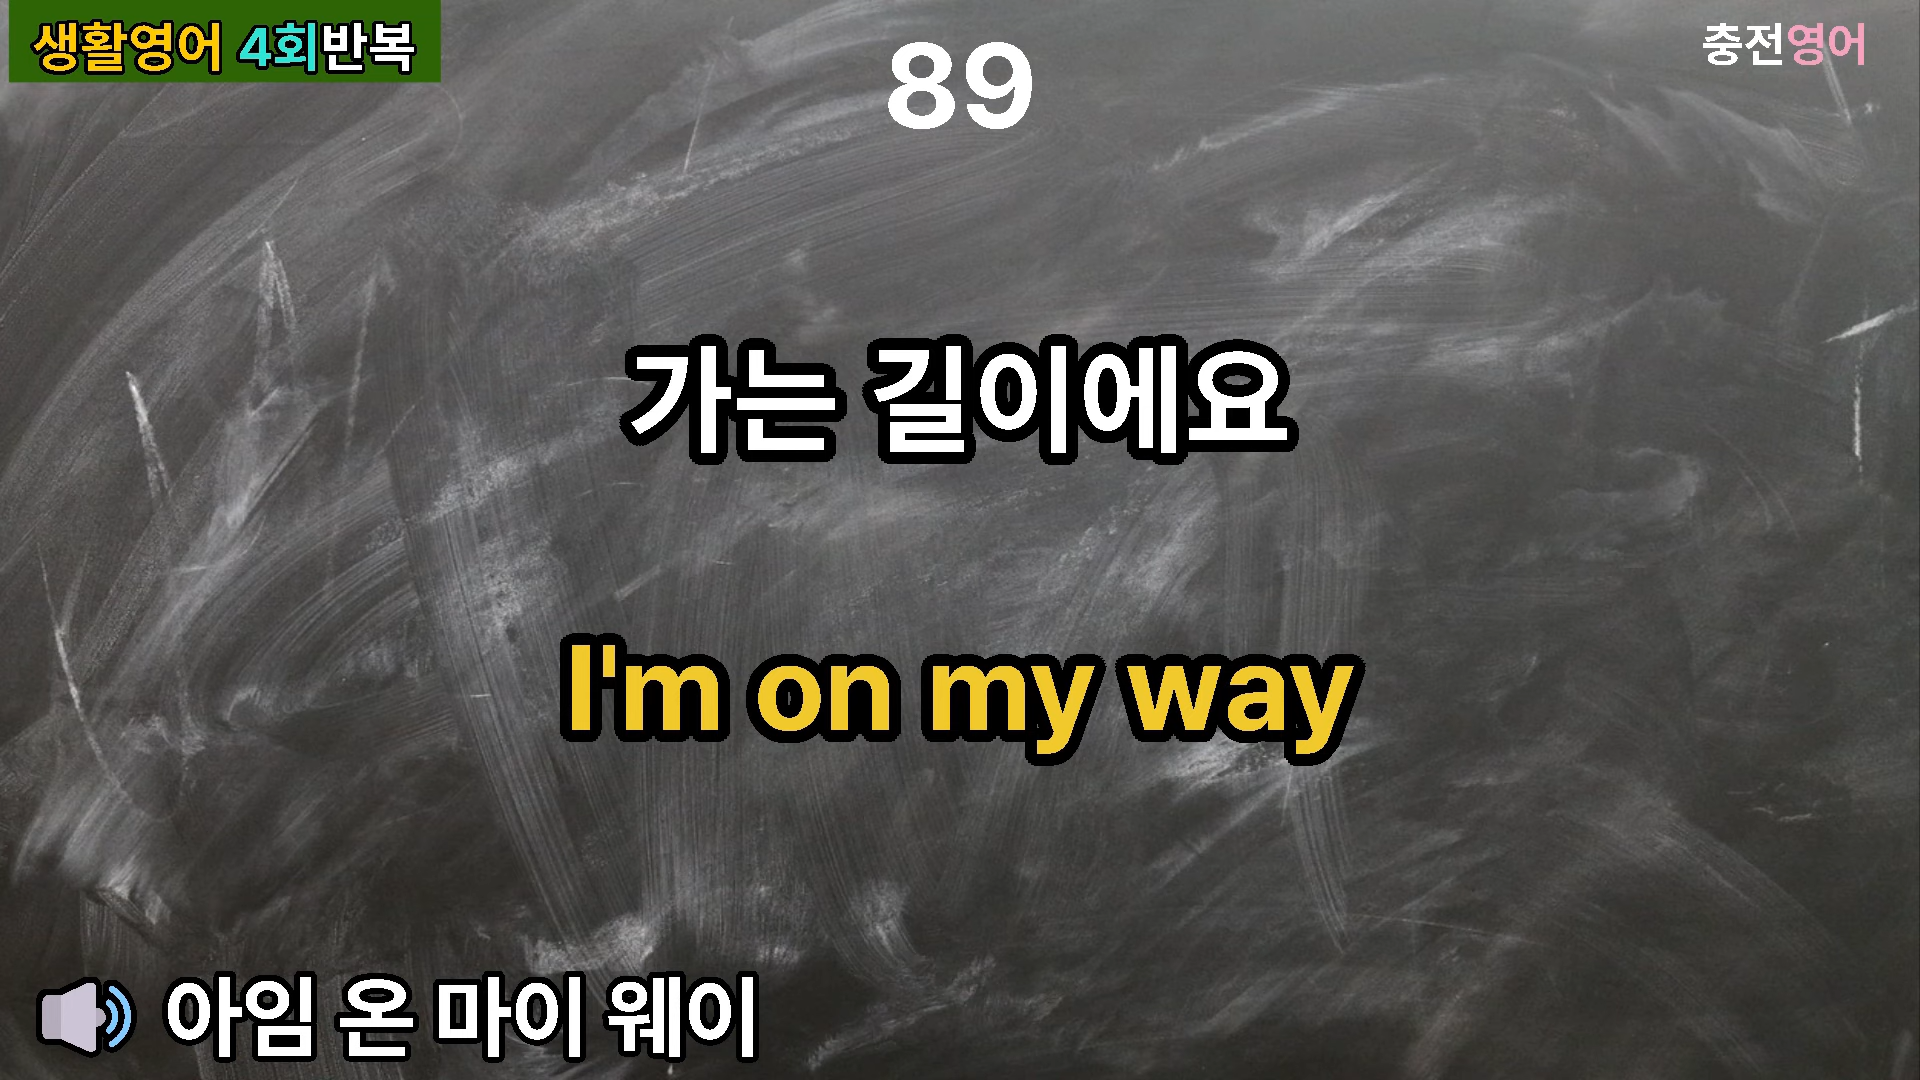 생활영어 4회반복
89
충전영어
가는 길이에요
I'm on my way
아임 온 마이 웨이